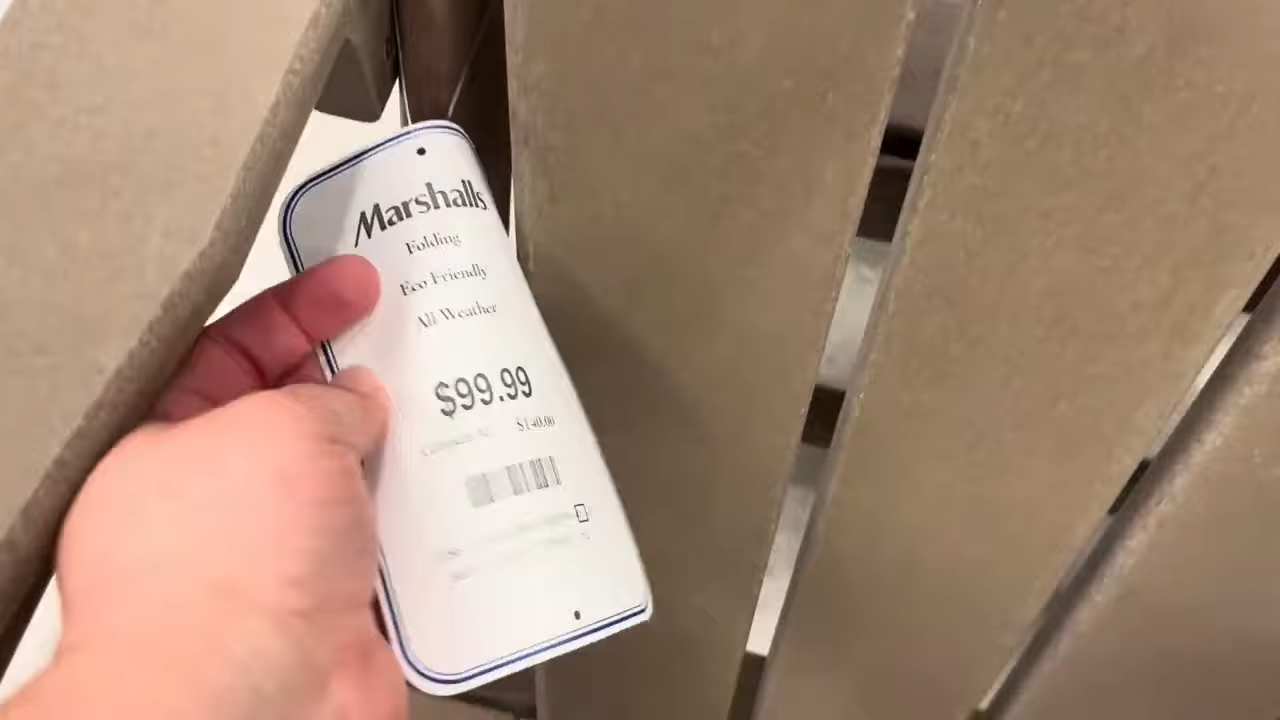 Marshalls
Folding
Eco Friendly
All Weather
$99.99
$140.00